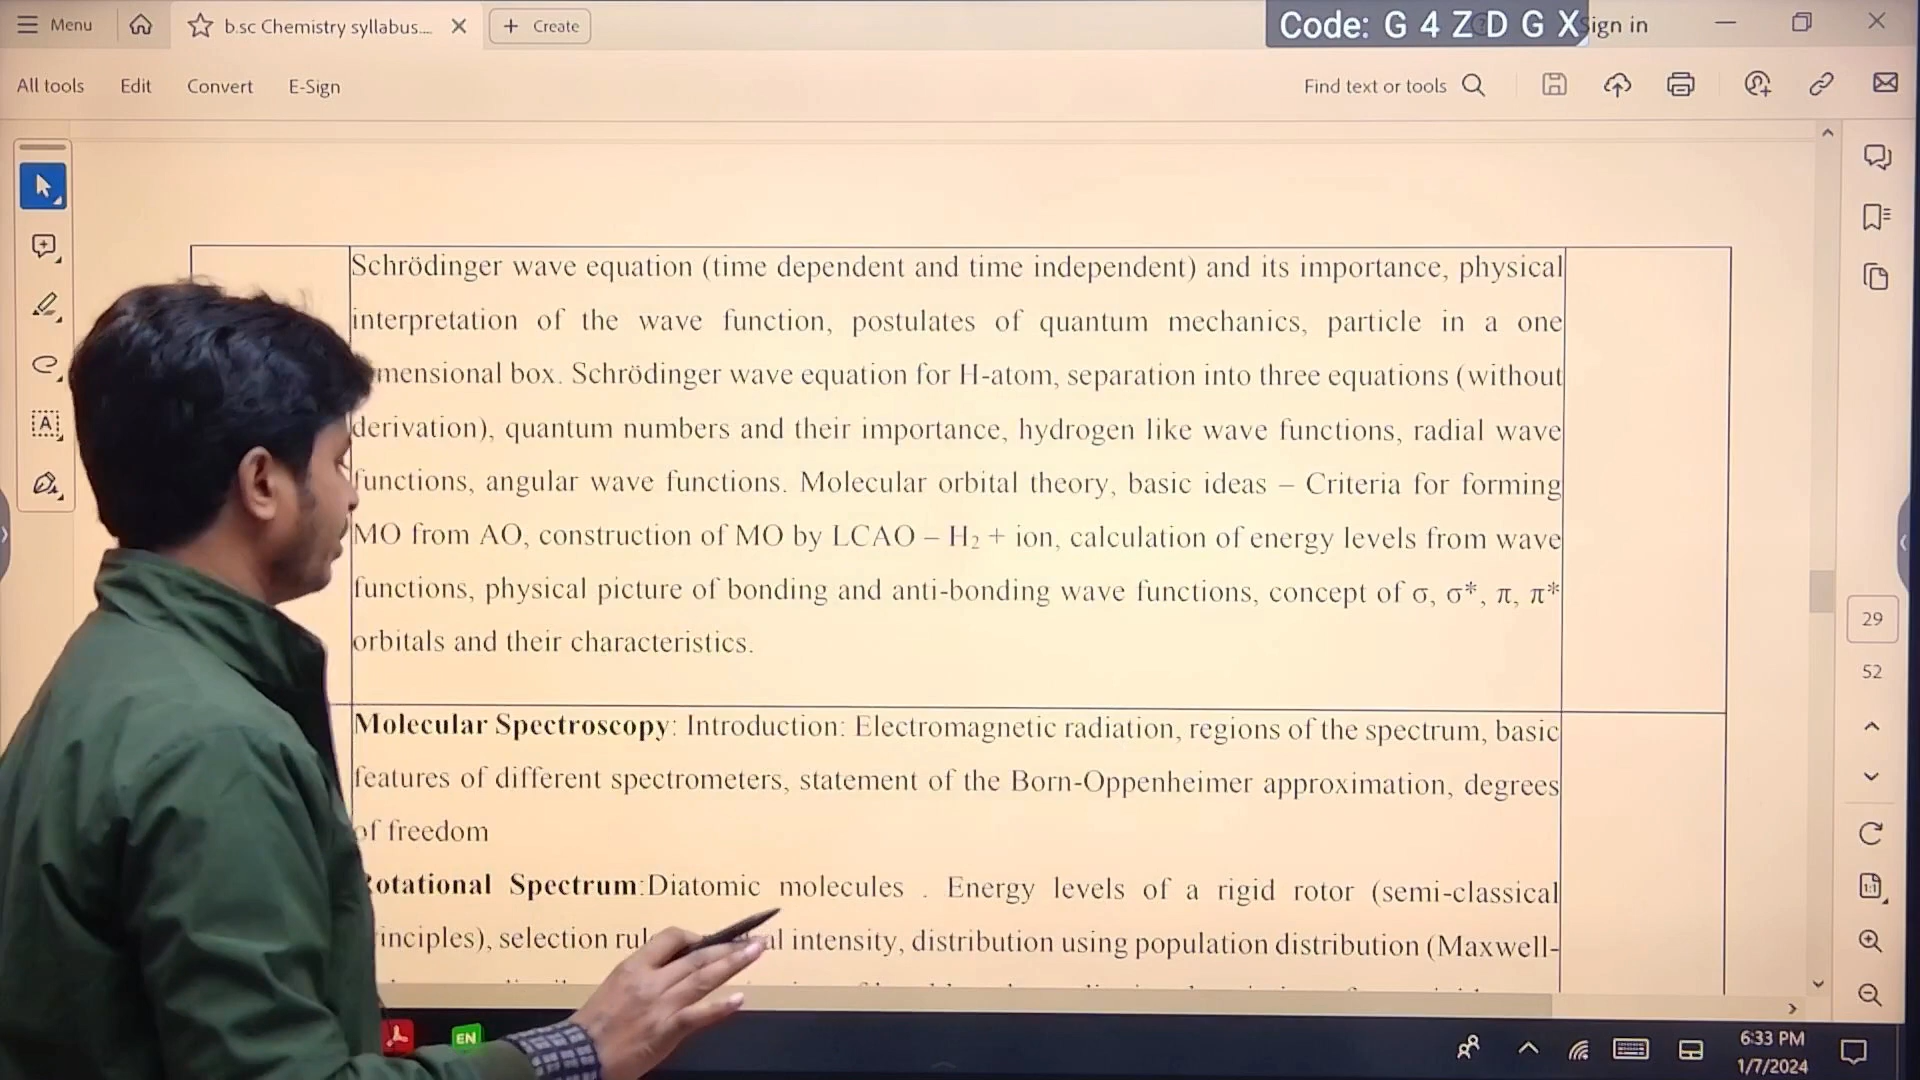 Menu
b.sc Chemistry syllabus....
+ Create
Code: G 4 Z D G X
Sign in
All tools
Edit
Convert
E-Sign
Find text or tools
Schrödinger wave equation (time dependent and time independent) and its importance, physical
interpretation of the wave function, postulates of quantum mechanics, particle in a one
mensional box. Schrödinger wave equation for H-atom, separation into three equations (without
derivation), quantum numbers and their importance, hydrogen like wave functions, radial wave
functions, angular wave functions. Molecular orbital theory, basic ideas – Criteria for forming
MO from AO, construction of MO by LCAO – H₂ + ion, calculation of energy levels from wave
functions, physical picture of bonding and anti-bonding wave functions, concept of σ, σ*, π, π*
orbitals and their characteristics.
Molecular Spectroscopy: Introduction: Electromagnetic radiation, regions of the spectrum, basic
features of different spectrometers, statement of the Born-Oppenheimer approximation, degrees
of freedom
Rotational Spectrum:Diatomic molecules . Energy levels of a rigid rotor (semi-classical
inciples), selection rul al intensity, distribution using population distribution (Maxwell-
29
52
1:1
EN
6:33 PM
1/7/2024